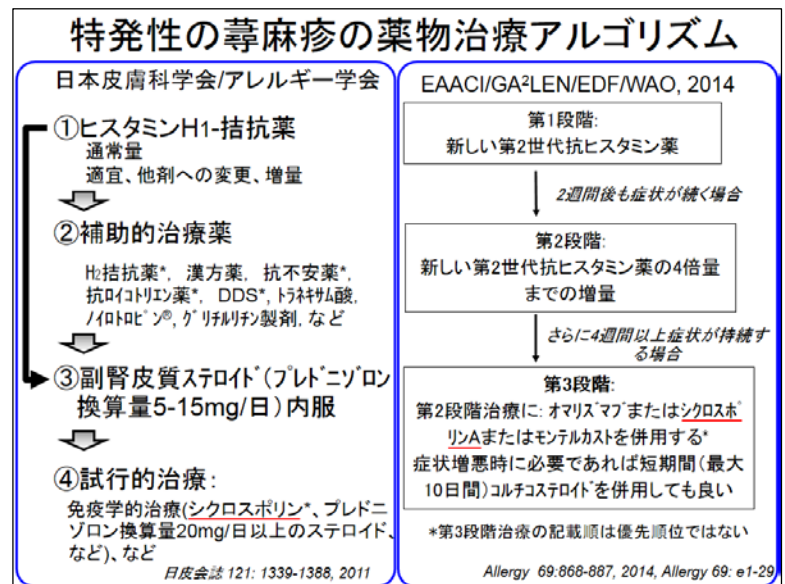 特発性の蕁麻疹の薬物治療アルゴリズム
日本皮膚科学会/アレルギー学会
①ヒスタミンH1-拮抗薬
通常量
適宜、他剤への変更、増量
②補助的治療薬
H2拮抗薬*, 漢方薬, 抗不安薬*,
抗ﾛｲｺﾄﾘｴﾝ薬*, DDS*, ﾄﾗﾈｷｻﾑ酸,
ﾉｲﾛﾄﾛﾋﾟﾝ®, ｸﾞﾘﾁﾙﾘﾁﾝ製剤, など
③副腎皮質ｽﾃﾛｲﾄﾞ(ﾌﾟﾚﾄﾞﾆｿﾞﾛﾝ
換算量5-15mg/日)内服
④試行的治療:
免疫学的治療(シクロスポリン*、プレドニ
ゾロン換算量20mg/日以上のステロイド、
など)、など
日皮会誌 121: 1339-1388, 2011
EAACI/GA²LEN/EDF/WAO, 2014
第1段階:
新しい第2世代抗ヒスタミン薬
2週間後も症状が続く場合
第2段階:
新しい第2世代抗ヒスタミン薬の4倍量
までの増量
さらに4週間以上症状が持続す
る場合
第3段階:
第2段階治療に: ｵﾏﾘｽﾞﾏﾌﾞまたはｼｸﾛｽﾎﾟ
ﾘﾝAまたはﾓﾝﾃﾙｶｽﾄを併用する*
症状増悪時に必要であれば短期間(最大
10日間)ｺﾙﾁｺｽﾃﾛｲﾄﾞを併用しても良い
*第3段階治療の記載順は優先順位ではない
Allergy 69:868-887, 2014, Allergy 69: e1-29